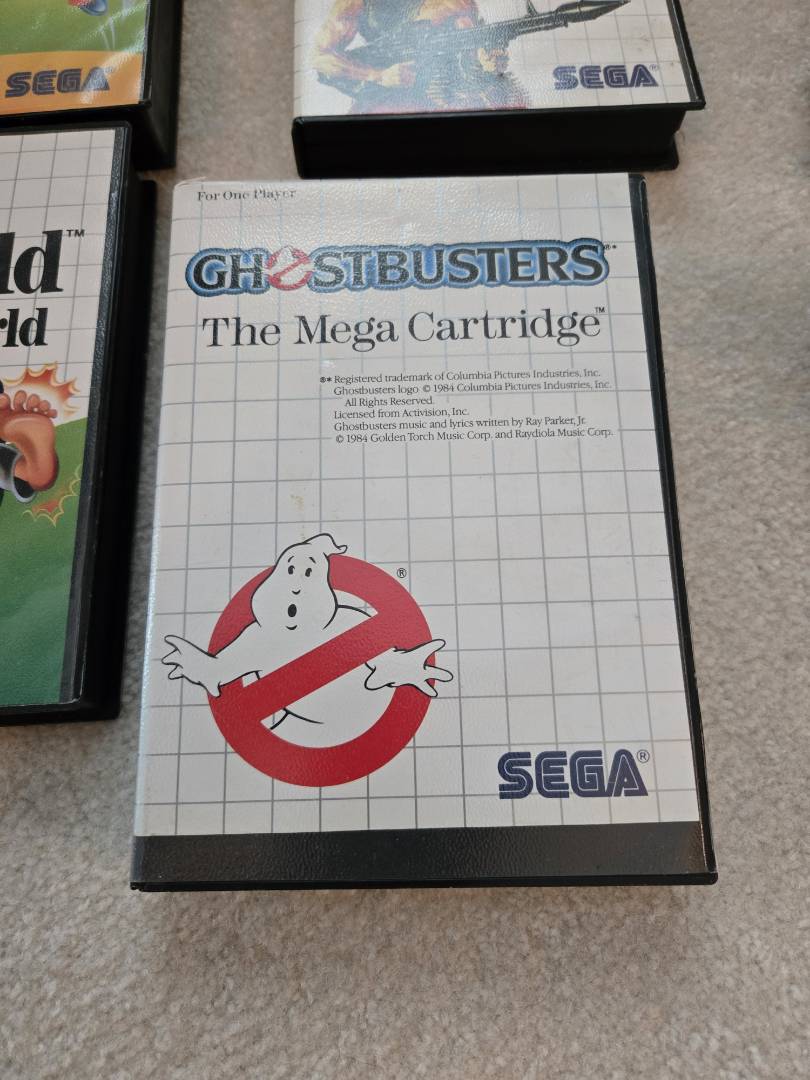 SEGA
SEGA®
ld™
rld
For One Player
GHOSTBUSTERS®*
The Mega Cartridge™
®* Registered trademark of Columbia Pictures Industries, Inc.
Ghostbusters logo © 1984 Columbia Pictures Industries, Inc.
All Rights Reserved.
Licensed from Activision, Inc.
Ghostbusters music and lyrics written by Ray Parker, Jr.
© 1984 Golden Torch Music Corp. and Raydiola Music Corp.
®
SEGA®